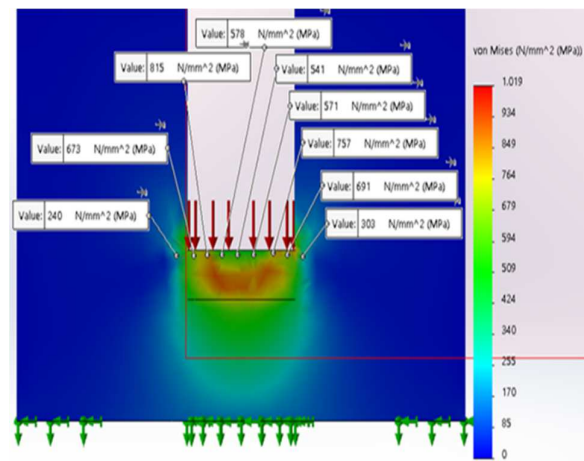 Value: 578 N/mm^2 (MPa)
Value: 815 N/mm^2 (MPa)
Value: 541 N/mm^2 (MPa)
Value: 571 N/mm^2 (MPa)
Value: 673 N/mm^2 (MPa)
Value: 757 N/mm^2 (MPa)
Value: 691 N/mm^2 (MPa)
Value: 240 N/mm^2 (MPa)
Value: 303 N/mm^2 (MPa)
von Mises (N/mm^2 (MPa))
1.019
934
849
764
679
594
509
424
340
255
170
85
0